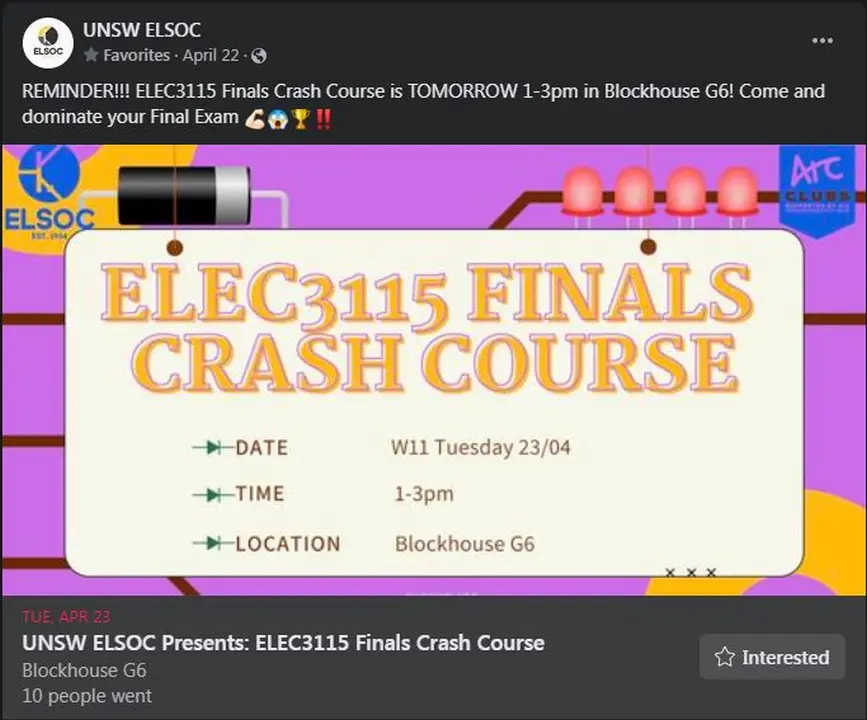 UNSW ELSOC
ELSOC
★ Favorites · April 22 ·
REMINDER!!! ELEC3115 Finals Crash Course is TOMORROW 1-3pm in Blockhouse G6! Come and
dominate your Final Exam 💪🏻😱🏆‼️
ELSOC
EST. 1954
Arc
CLUBS
ELEC3115 FINALS
CRASH COURSE
DATE W11 Tuesday 23/04
TIME 1-3pm
LOCATION Blockhouse G6
× × ×
TUE, APR 23
UNSW ELSOC Presents: ELEC3115 Finals Crash Course
Blockhouse G6
10 people went
Interested